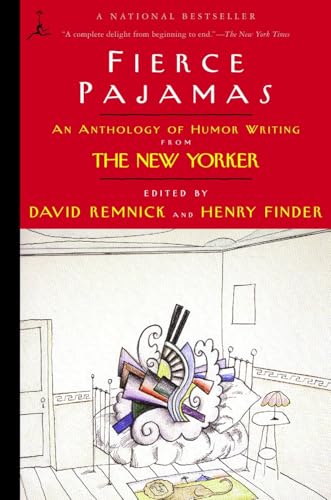 A NATIONAL BESTSELLER
"A complete delight from beginning to end."—The New York Times
FIERCE
PAJAMAS
AN ANTHOLOGY OF HUMOR WRITING
FROM
THE NEW YORKER
EDITED BY
DAVID REMNICK AND HENRY FINDER